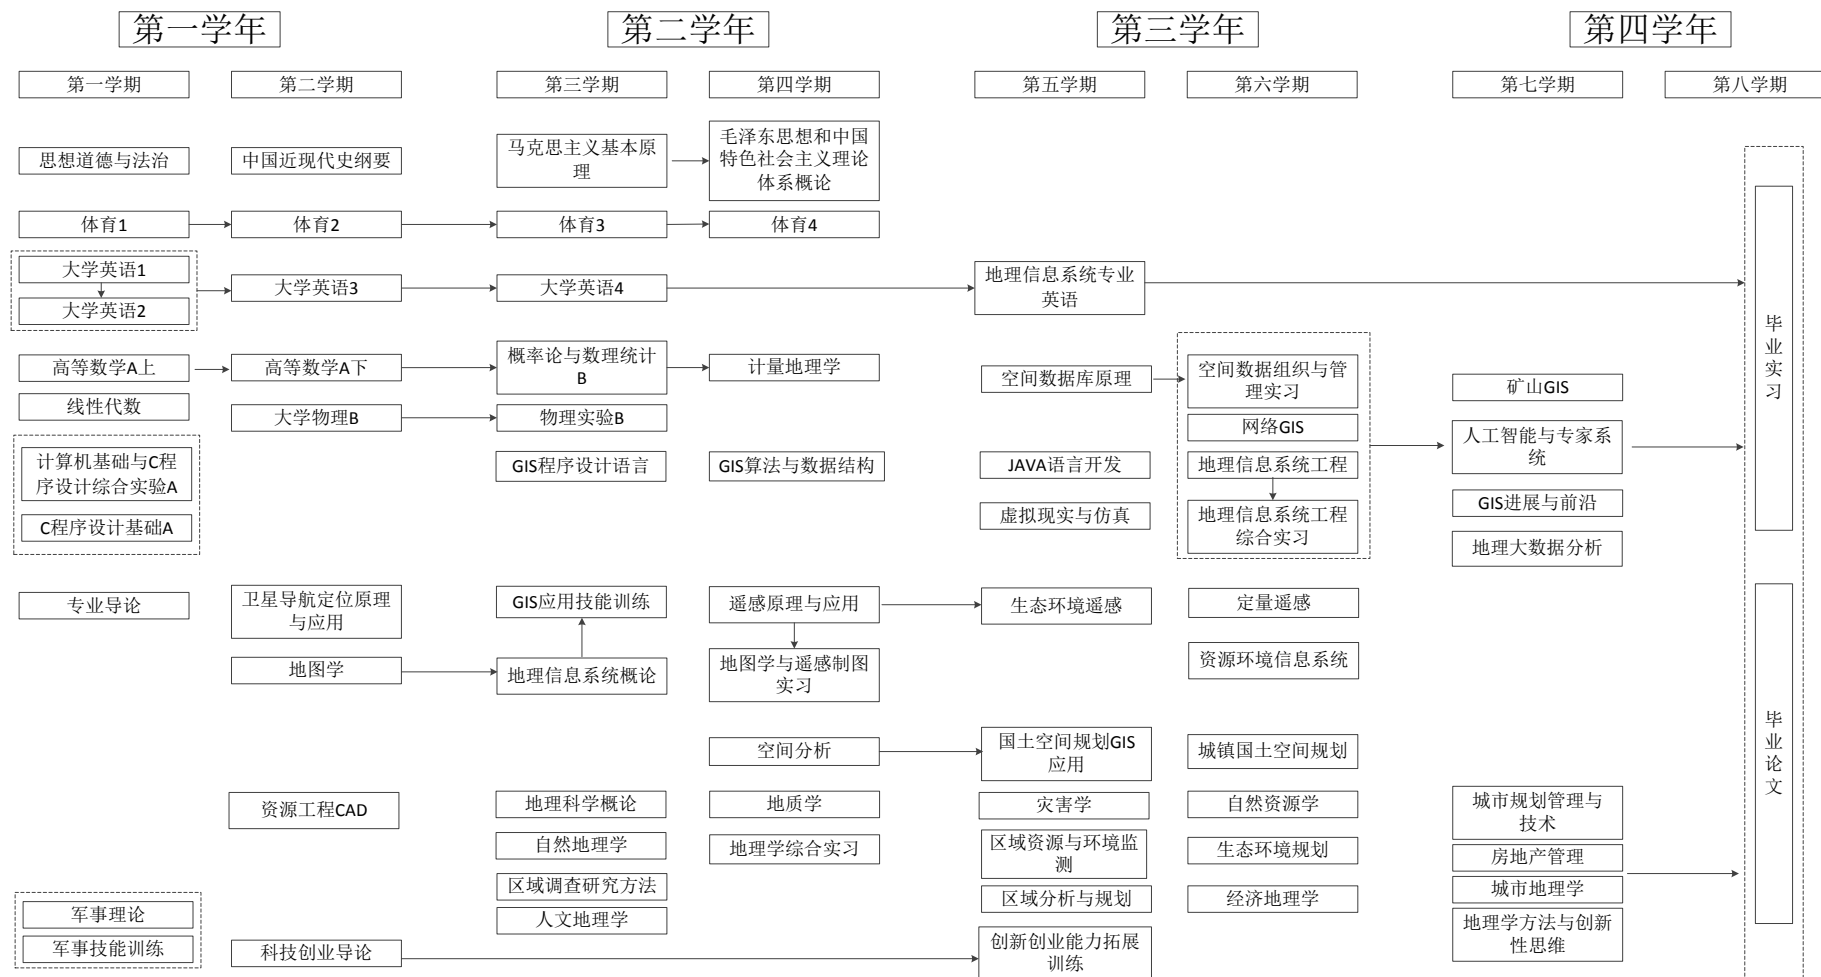 第一学年
第二学年
第三学年
第四学年
第一学期
第二学期
第三学期
第四学期
第五学期
第六学期
第七学期
第八学期
思想道德与法治
中国近现代史纲要
马克思主义基本原
理
毛泽东思想和中国
特色社会主义理论
体系概论
体育1
体育2
体育3
体育4
大学英语1
大学英语2
大学英语3
大学英语4
地理信息系统专业
英语
高等数学A上
高等数学A下
概率论与数理统计
B
计量地理学
空间数据库原理
空间数据组织与管
理实习
矿山GIS
线性代数
大学物理B
物理实验B
网络GIS
人工智能与专家系
统
计算机基础与C程
序设计综合实验A
GIS程序设计语言
GIS算法与数据结构
JAVA语言开发
地理信息系统工程
C程序设计基础A
虚拟现实与仿真
地理信息系统工程
综合实习
GIS进展与前沿
地理大数据分析
毕业实习
专业导论
卫星导航定位原理
与应用
GIS应用技能训练
遥感原理与应用
生态环境遥感
定量遥感
地图学
地理信息系统概论
地图学与遥感制图
实习
资源环境信息系统
空间分析
国土空间规划GIS
应用
城镇国土空间规划
毕业论文
资源工程CAD
地理科学概论
地质学
灾害学
自然资源学
城市规划管理与
技术
自然地理学
地理学综合实习
区域资源与环境监
测
生态环境规划
房地产管理
区域调查研究方法
区域分析与规划
经济地理学
城市地理学
军事理论
人文地理学
地理学方法与创新
性思维
军事技能训练
科技创业导论
创新创业能力拓展
训练